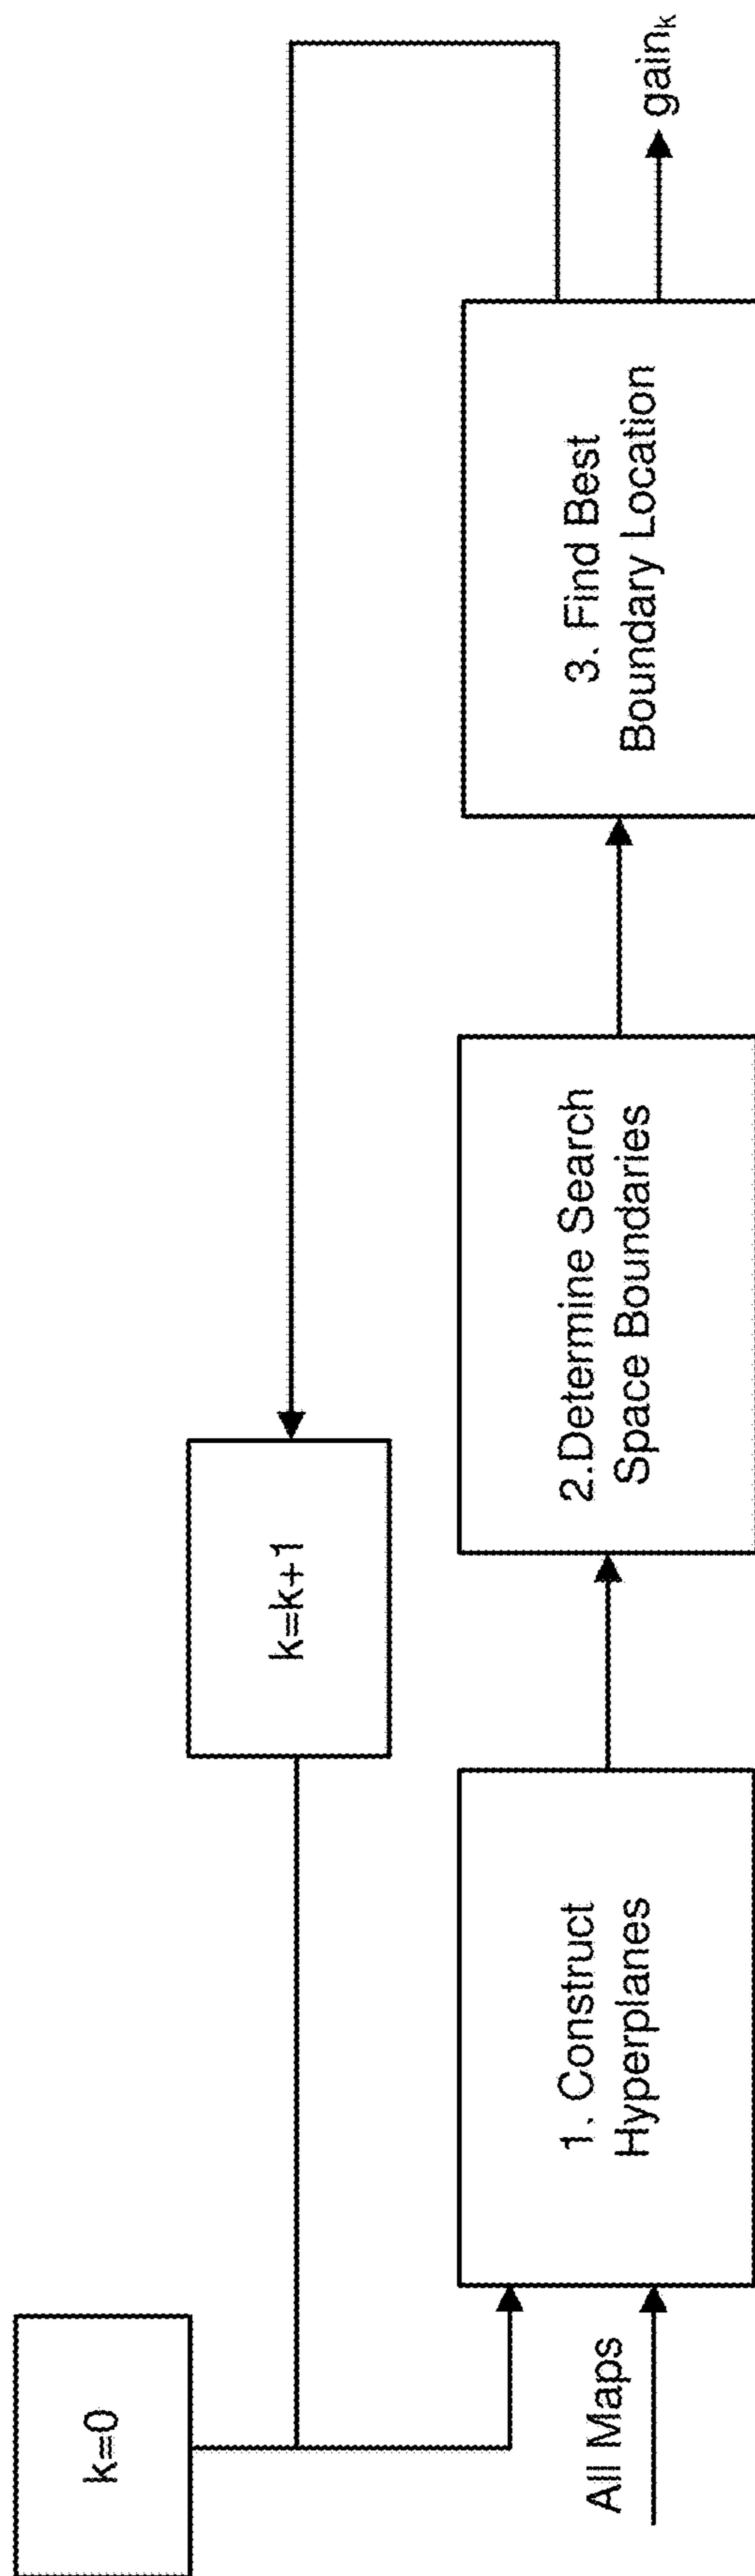 k=0
k=k+1
All Maps
1. Construct
Hyperplanes
2.Determine Search
Space Boundaries
3. Find Best
Boundary Location
gainₖ